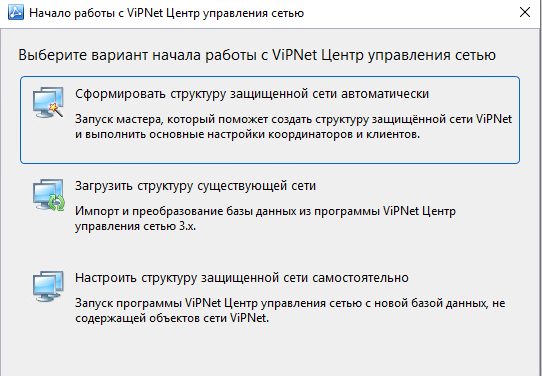 Начало работы с ViPNet Центр управления сетью
Выберите вариант начала работы с ViPNet Центр управления сетью
Сформировать структуру защищенной сети автоматически
Запуск мастера, который поможет создать структуру защищённой сети ViPNet
и выполнить основные настройки координаторов и клиентов.
Загрузить структуру существующей сети
Импорт и преобразование базы данных из программы ViPNet Центр
управления сетью 3.x.
Настроить структуру защищенной сети самостоятельно
Запуск программы ViPNet Центр управления сетью с новой базой данных, не
содержащей объектов сети ViPNet.